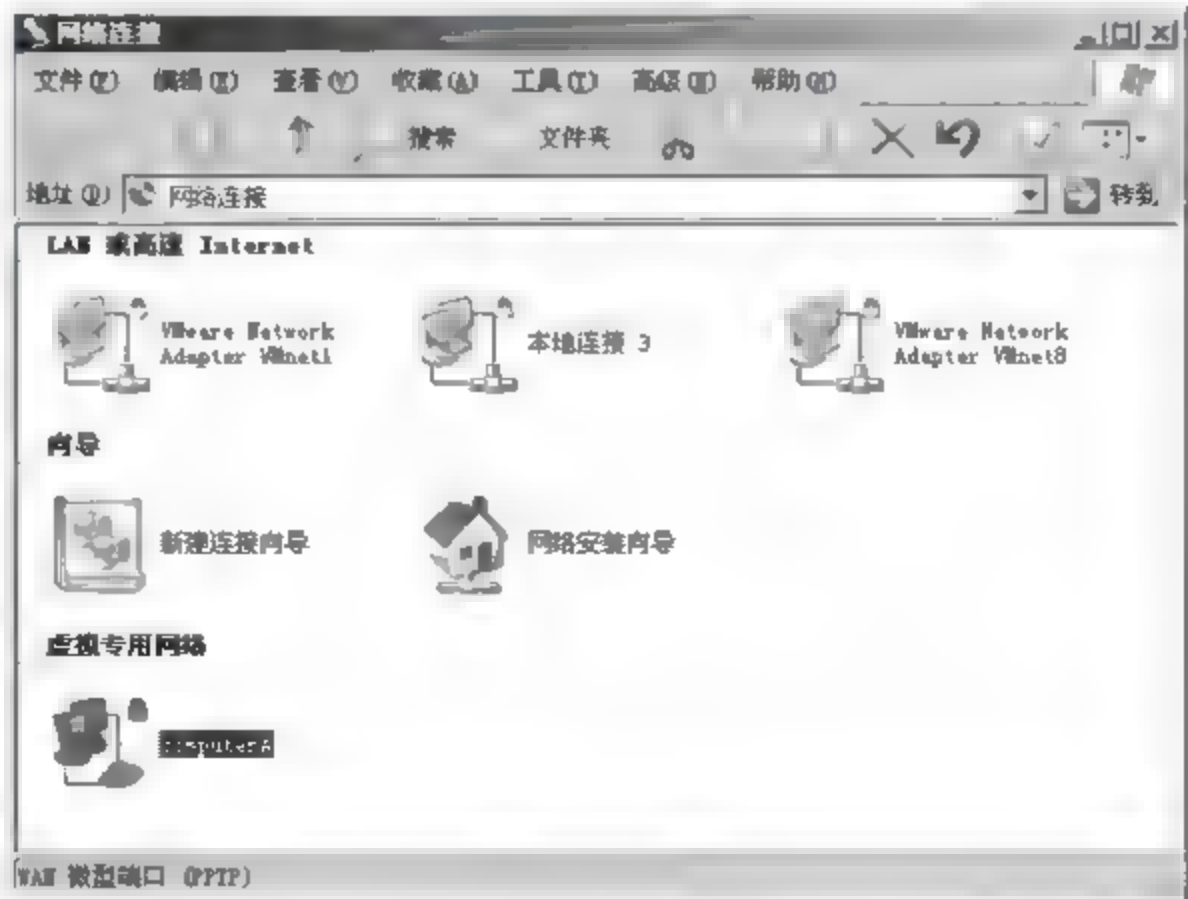 网络连接
文件(F) 编辑(E) 查看(V) 收藏(A) 工具(T) 高级(N) 帮助(H)
搜索 文件夹
地址(D) 网络连接 转到
LAN 或高速 Internet
VMware Network Adapter VMnet1
本地连接 3
VMware Network Adapter VMnet8
向导
新建连接向导
网络安装向导
虚拟专用网络
computerA
WAN 微型端口 (PPTP)